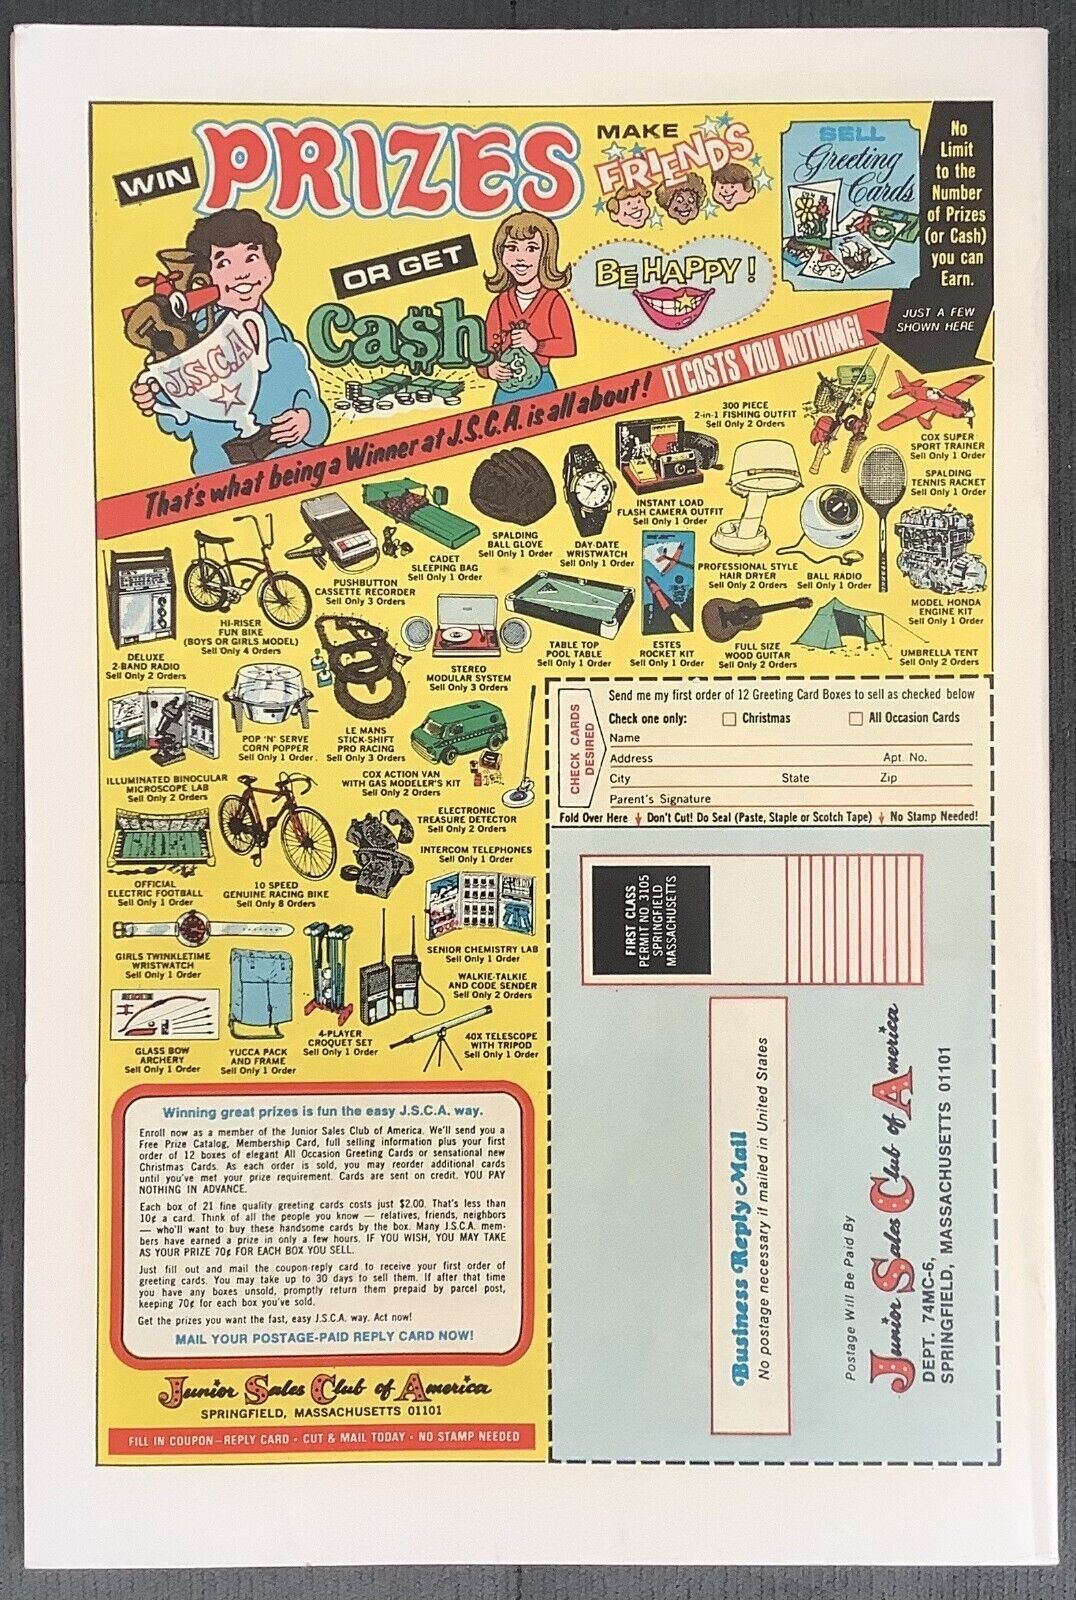 WIN PRIZES
MAKE
FRIENDS
OR GET
Ca$h
BE HAPPY!
SELL
Greeting
Cards
No
Limit
to the
Number
of Prizes
(or Cash)
you can
Earn.
JUST A FEW
SHOWN HERE
J.S.C.A.
$
That's what being a Winner at J.S.C.A. is all about! IT COSTS YOU NOTHING!
300 PIECE
2-in-1 FISHING OUTFIT
Sell Only 2 Orders
COX SUPER
SPORT TRAINER
Sell Only 1 Order
SPALDING
TENNIS RACKET
Sell Only 1 Order
INSTANT LOAD
FLASH CAMERA OUTFIT
Sell Only 1 Order
SPALDING
BALL GLOVE
Sell Only 1 Order
DAY-DATE
WRISTWATCH
Sell Only 1 Order
CADET
SLEEPING BAG
Sell Only 1 Order
PUSHBUTTON
CASSETTE RECORDER
Sell Only 3 Orders
PROFESSIONAL STYLE
HAIR DRYER
Sell Only 2 Orders
BALL RADIO
Sell Only 1 Order
MODEL HONDA
ENGINE KIT
Sell Only 1 Order
HI-RISER
FUN BIKE
(BOYS OR GIRLS MODEL)
Sell Only 4 Orders
DELUXE
2-BAND RADIO
Sell Only 2 Orders
STEREO
MODULAR SYSTEM
Sell Only 3 Orders
TABLE TOP
POOL TABLE
Sell Only 1 Order
ESTES
ROCKET KIT
Sell Only 1 Order
FULL SIZE
WOOD GUITAR
Sell Only 2 Orders
UMBRELLA TENT
Sell Only 2 Orders
POP 'N' SERVE
CORN POPPER
Sell Only 1 Order
LE MANS
STICK-SHIFT
PRO RACING
Sell Only 3 Orders
ILLUMINATED BINOCULAR
MICROSCOPE LAB
Sell Only 2 Orders
COX ACTION VAN
WITH GAS MODELER'S KIT
Sell Only 2 Orders
ELECTRONIC
TREASURE DETECTOR
Sell Only 2 Orders
INTERCOM TELEPHONES
Sell Only 1 Order
OFFICIAL
ELECTRIC FOOTBALL
Sell Only 1 Order
10 SPEED
GENUINE RACING BIKE
Sell Only 8 Orders
SENIOR CHEMISTRY LAB
Sell Only 1 Order
GIRLS TWINKLETIME
WRISTWATCH
Sell Only 1 Order
WALKIE-TALKIE
AND CODE SENDER
Sell Only 2 Orders
GLASS BOW
ARCHERY
Sell Only 1 Order
YUCCA PACK
AND FRAME
Sell Only 1 Order
4-PLAYER
CROQUET SET
Sell Only 1 Order
40X TELESCOPE
WITH TRIPOD
Sell Only 1 Order
Winning great prizes is fun the easy J.S.C.A. way.
Enroll now as a member of the Junior Sales Club of America. We'll send you a
Free Prize Catalog, Membership Card, full selling information plus your first
order of 12 boxes of elegant All Occasion Greeting Cards or sensational new
Christmas Cards. As each order is sold, you may reorder additional cards
until you've met your prize requirement. Cards are sent on credit. YOU PAY
NOTHING IN ADVANCE.
Each box of 21 fine quality greeting cards costs just $2.00. That's less than
10¢ a card. Think of all the people you know — relatives, friends, neighbors
— who'll want to buy these handsome cards by the box. Many J.S.C.A. mem-
bers have earned a prize in only a few hours. IF YOU WISH, YOU MAY TAKE
AS YOUR PRIZE 70¢ FOR EACH BOX YOU SELL.
Just fill out and mail the coupon-reply card to receive your first order of
greeting cards. You may take up to 30 days to sell them. If after that time
you have any boxes unsold, promptly return them prepaid by parcel post,
keeping 70¢ for each box you've sold.
Get the prizes you want the fast, easy J.S.C.A. way. Act now!
MAIL YOUR POSTAGE-PAID REPLY CARD NOW!
Junior Sales Club of America
SPRINGFIELD, MASSACHUSETTS 01101
FILL IN COUPON-REPLY CARD • CUT & MAIL TODAY • NO STAMP NEEDED
CHECK CARDS
DESIRED
Send me my first order of 12 Greeting Card Boxes to sell as checked below
Check one only: Christmas All Occasion Cards
Name
Address Apt. No.
City State Zip
Parent's Signature
Fold Over Here Don't Cut! Do Seal (Paste, Staple or Scotch Tape) No Stamp Needed!
FIRST CLASS
PERMIT NO. 3105
SPRINGFIELD
MASSACHUSETTS
Business Reply Mail
No postage necessary if mailed in United States
Postage Will Be Paid By
Junior Sales Club of America
DEPT. 74MC-6,
SPRINGFIELD, MASSACHUSETTS 01101